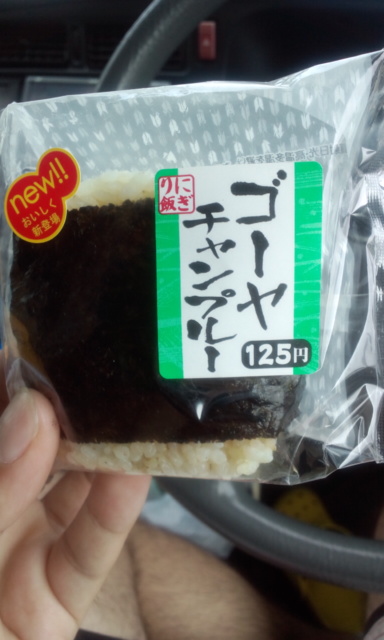 new!!
おいしく
新登場
にぎ
り飯
ゴーヤ
チャンプルー
125円